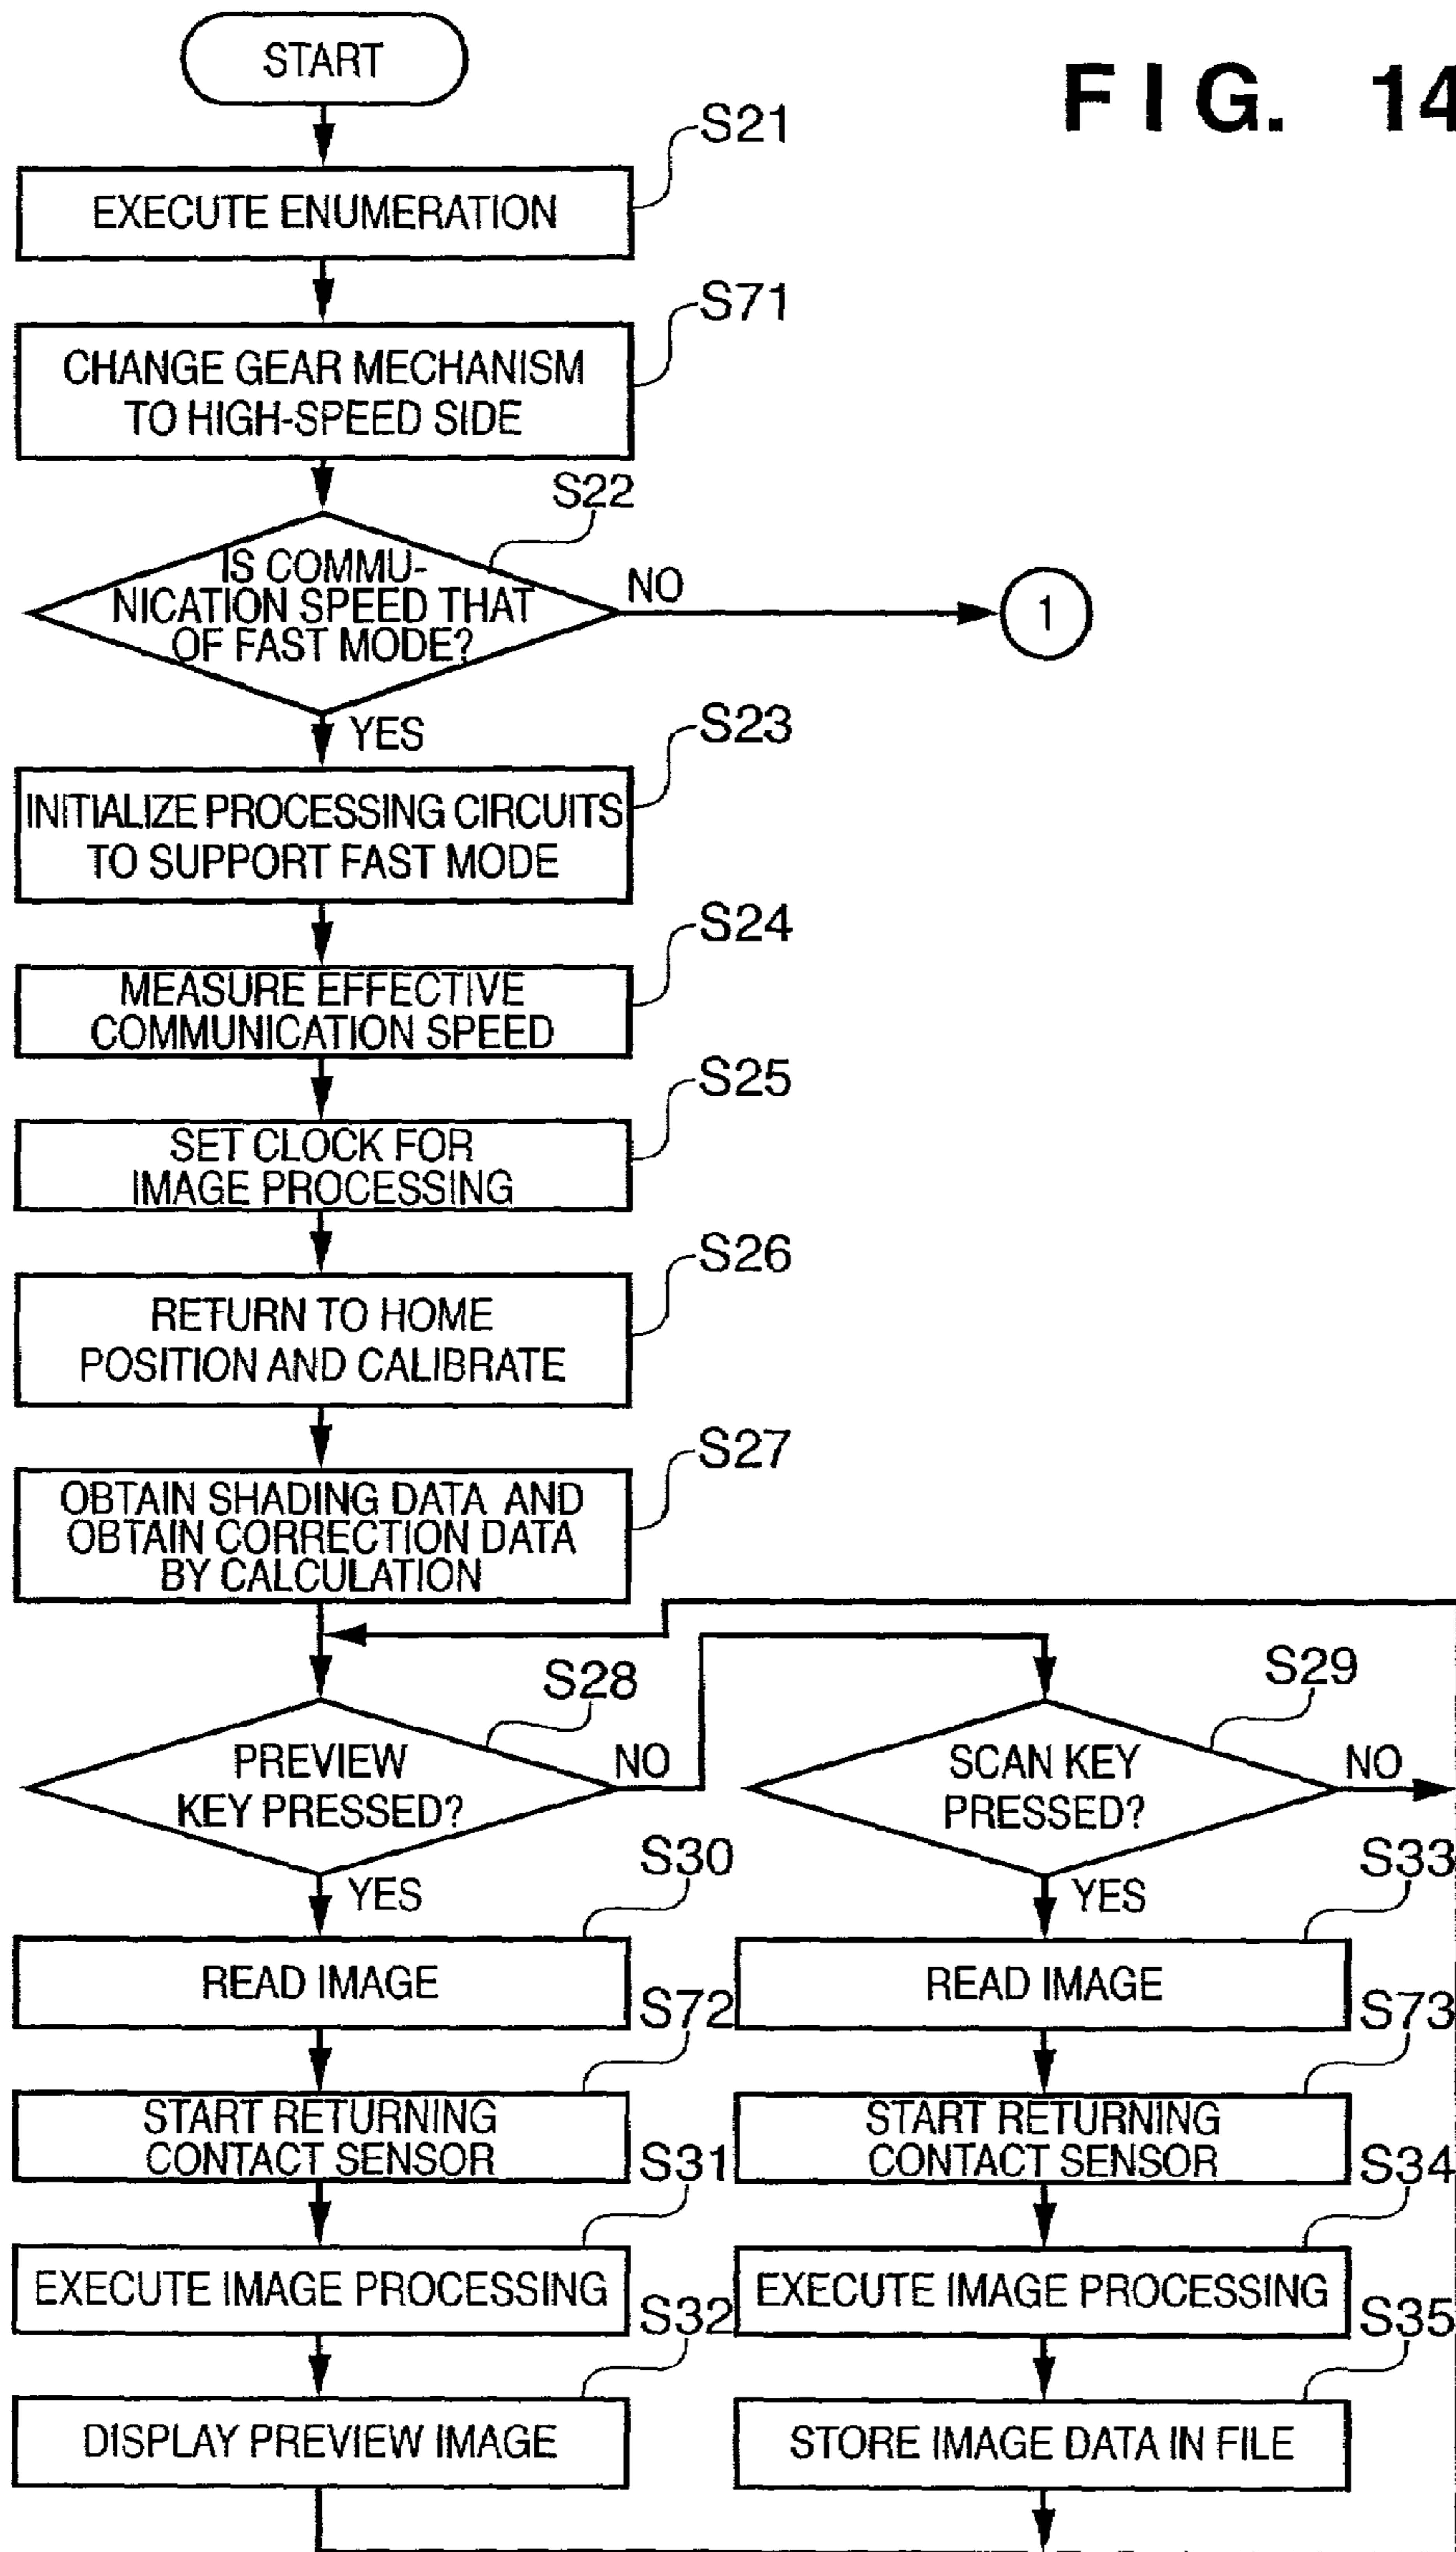 FIG. 14
START
S21
EXECUTE ENUMERATION
S71
CHANGE GEAR MECHANISM
TO HIGH-SPEED SIDE
S22
IS COMMU-
NICATION SPEED THAT
OF FAST MODE?
NO
1
YES
S23
INITIALIZE PROCESSING CIRCUITS
TO SUPPORT FAST MODE
S24
MEASURE EFFECTIVE
COMMUNICATION SPEED
S25
SET CLOCK FOR
IMAGE PROCESSING
S26
RETURN TO HOME
POSITION AND CALIBRATE
S27
OBTAIN SHADING DATA AND
OBTAIN CORRECTION DATA
BY CALCULATION
S28
PREVIEW
KEY PRESSED?
NO
S29
SCAN KEY
PRESSED?
NO
YES
S30
READ IMAGE
S72
START RETURNING
CONTACT SENSOR
S31
EXECUTE IMAGE PROCESSING
S32
DISPLAY PREVIEW IMAGE
YES
S33
READ IMAGE
S73
START RETURNING
CONTACT SENSOR
S34
EXECUTE IMAGE PROCESSING
S35
STORE IMAGE DATA IN FILE